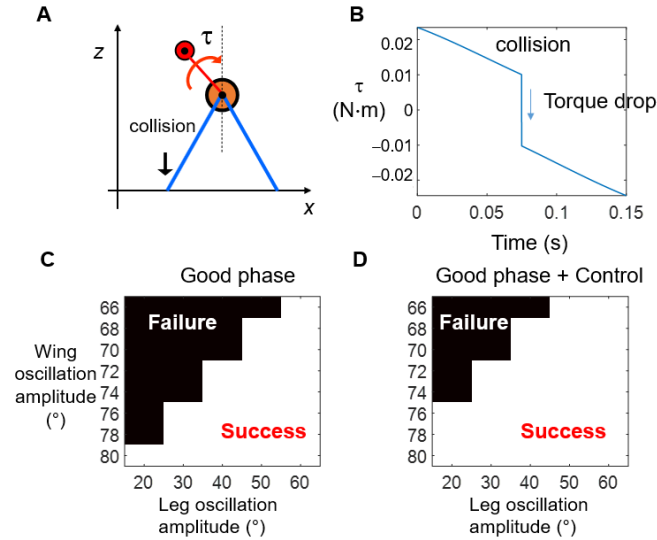 A
z
τ
collision
x
B
0.02
0.01
τ
(N·m)
0
−0.01
−0.02
collision
Torque drop
0
0.05
0.1
0.15
Time (s)
C
Good phase
Wing
oscillation
amplitude
(°)
66
68
70
74
76
78
80
Failure
Success
20 30 40 50 60
Leg oscillation
amplitude (°)
D
Good phase + Control
66
68
70
74
76
78
80
Failure
Success
20 30 40 50 60
Leg oscillation
amplitude (°)